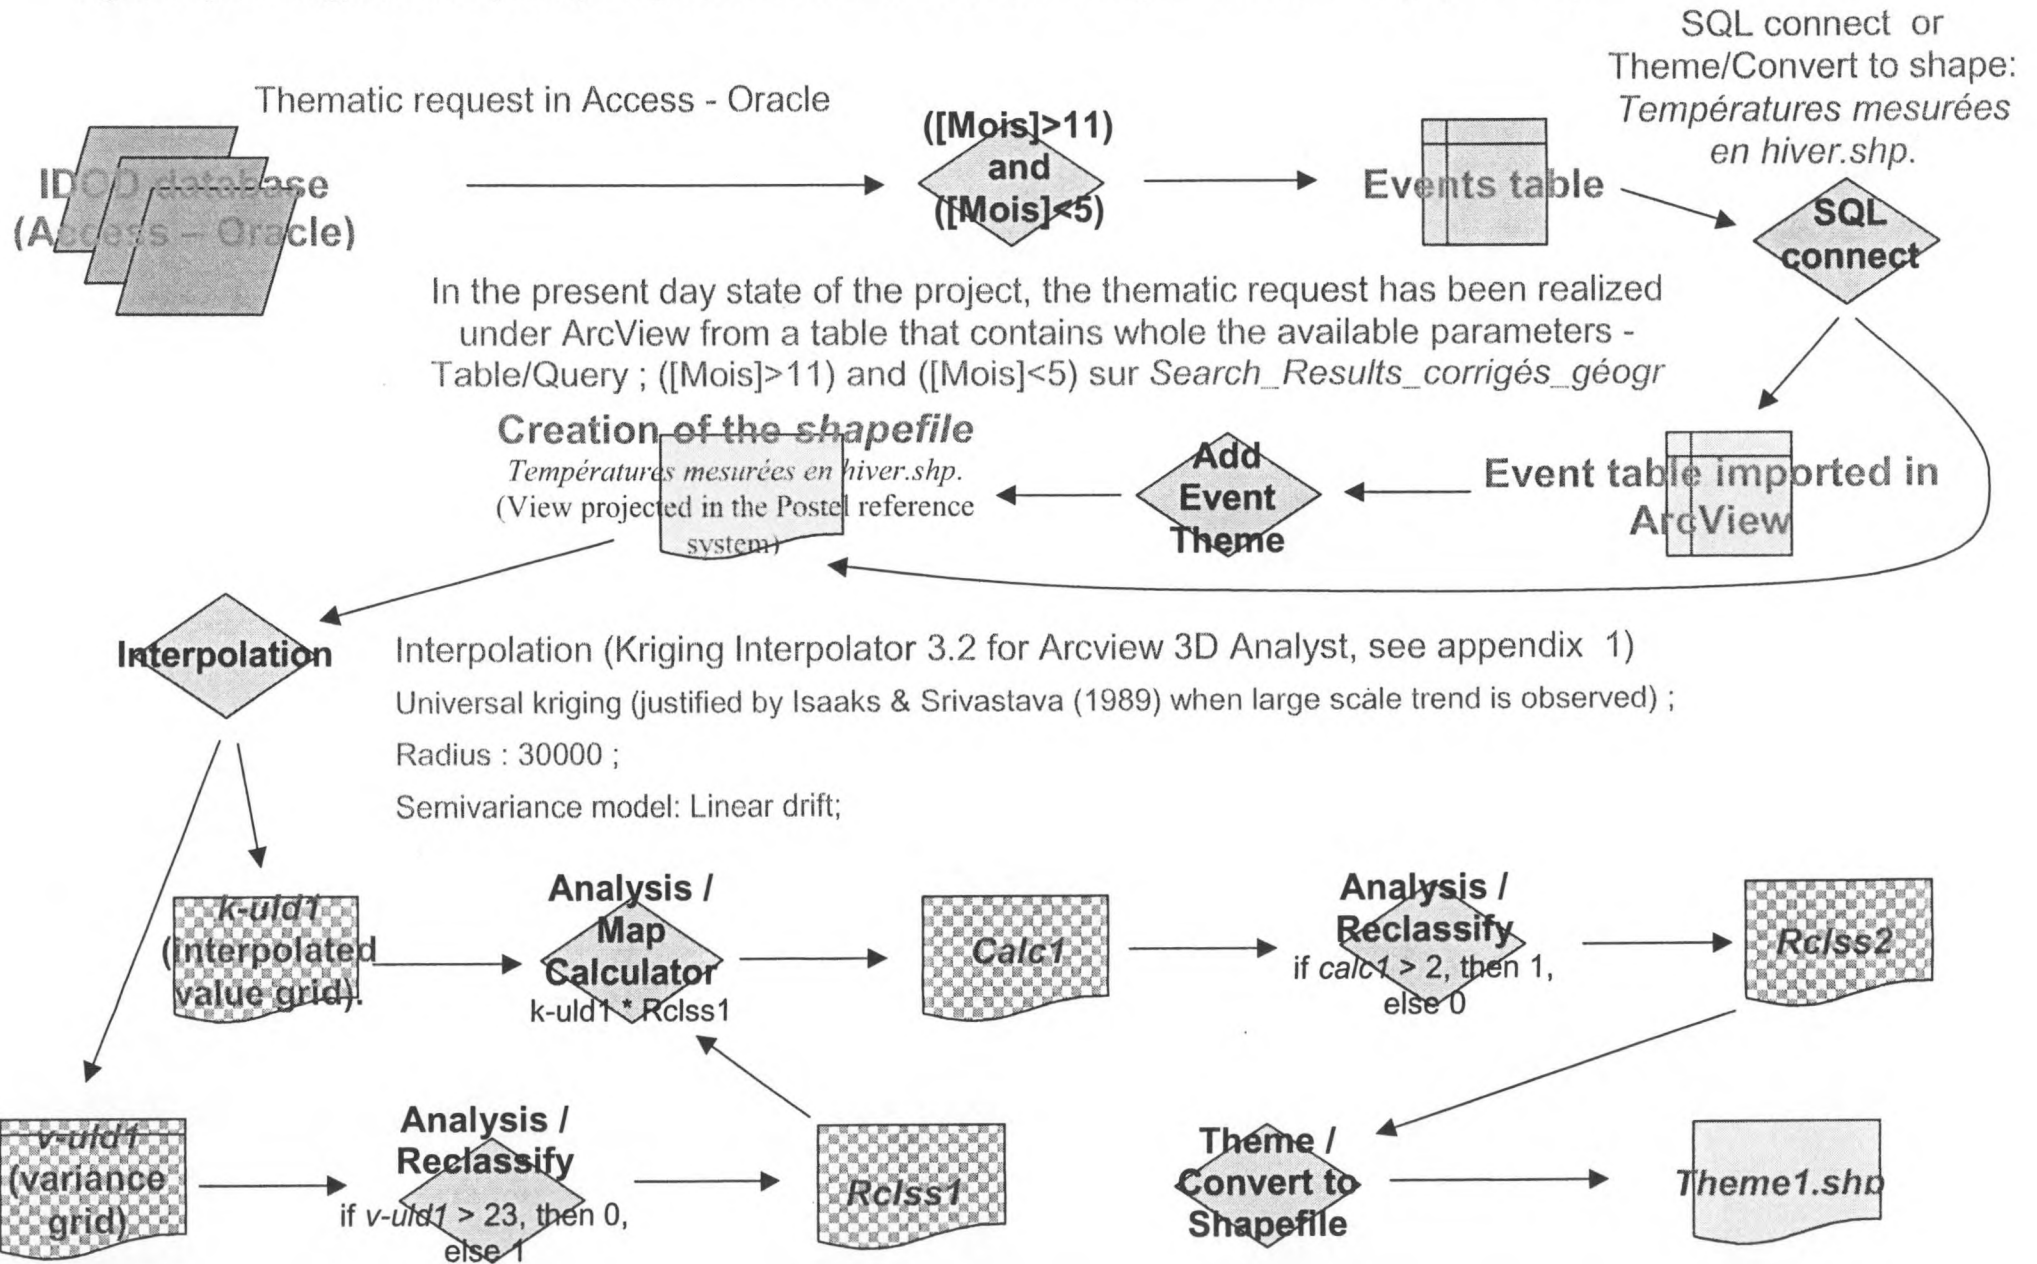 SQL connect or
Theme/Convert to shape:
Températures mesurées
en hiver.shp.
Thematic request in Access - Oracle
IDOD database
(Access – Oracle)
([Mois]>11)
and
([Mois]<5)
Events table
SQL
connect
In the present day state of the project, the thematic request has been realized
under ArcView from a table that contains whole the available parameters -
Table/Query ; ([Mois]>11) and ([Mois]<5) sur Search_Results_corrigés_géogr
Creation of the shapefile
Températures mesurées en hiver.shp.
(View projected in the Postel reference
system)
Add
Event
Theme
Event table imported in
ArcView
Interpolation
Interpolation (Kriging Interpolator 3.2 for Arcview 3D Analyst, see appendix 1)
Universal kriging (justified by Isaaks & Srivastava (1989) when large scale trend is observed) ;
Radius : 30000 ;
Semivariance model: Linear drift;
k-uld1
(interpolated
value grid).
Analysis /
Map
Calculator
k-uld1 * Rclss1
Calc1
Analysis /
Reclassify
if calc1 > 2, then 1,
else 0
Rclss2
v-uld1
(variance
grid)
Analysis /
Reclassify
if v-uld1 > 23, then 0,
else 1
Rclss1
Theme /
Convert to
Shapefile
Theme1.shp